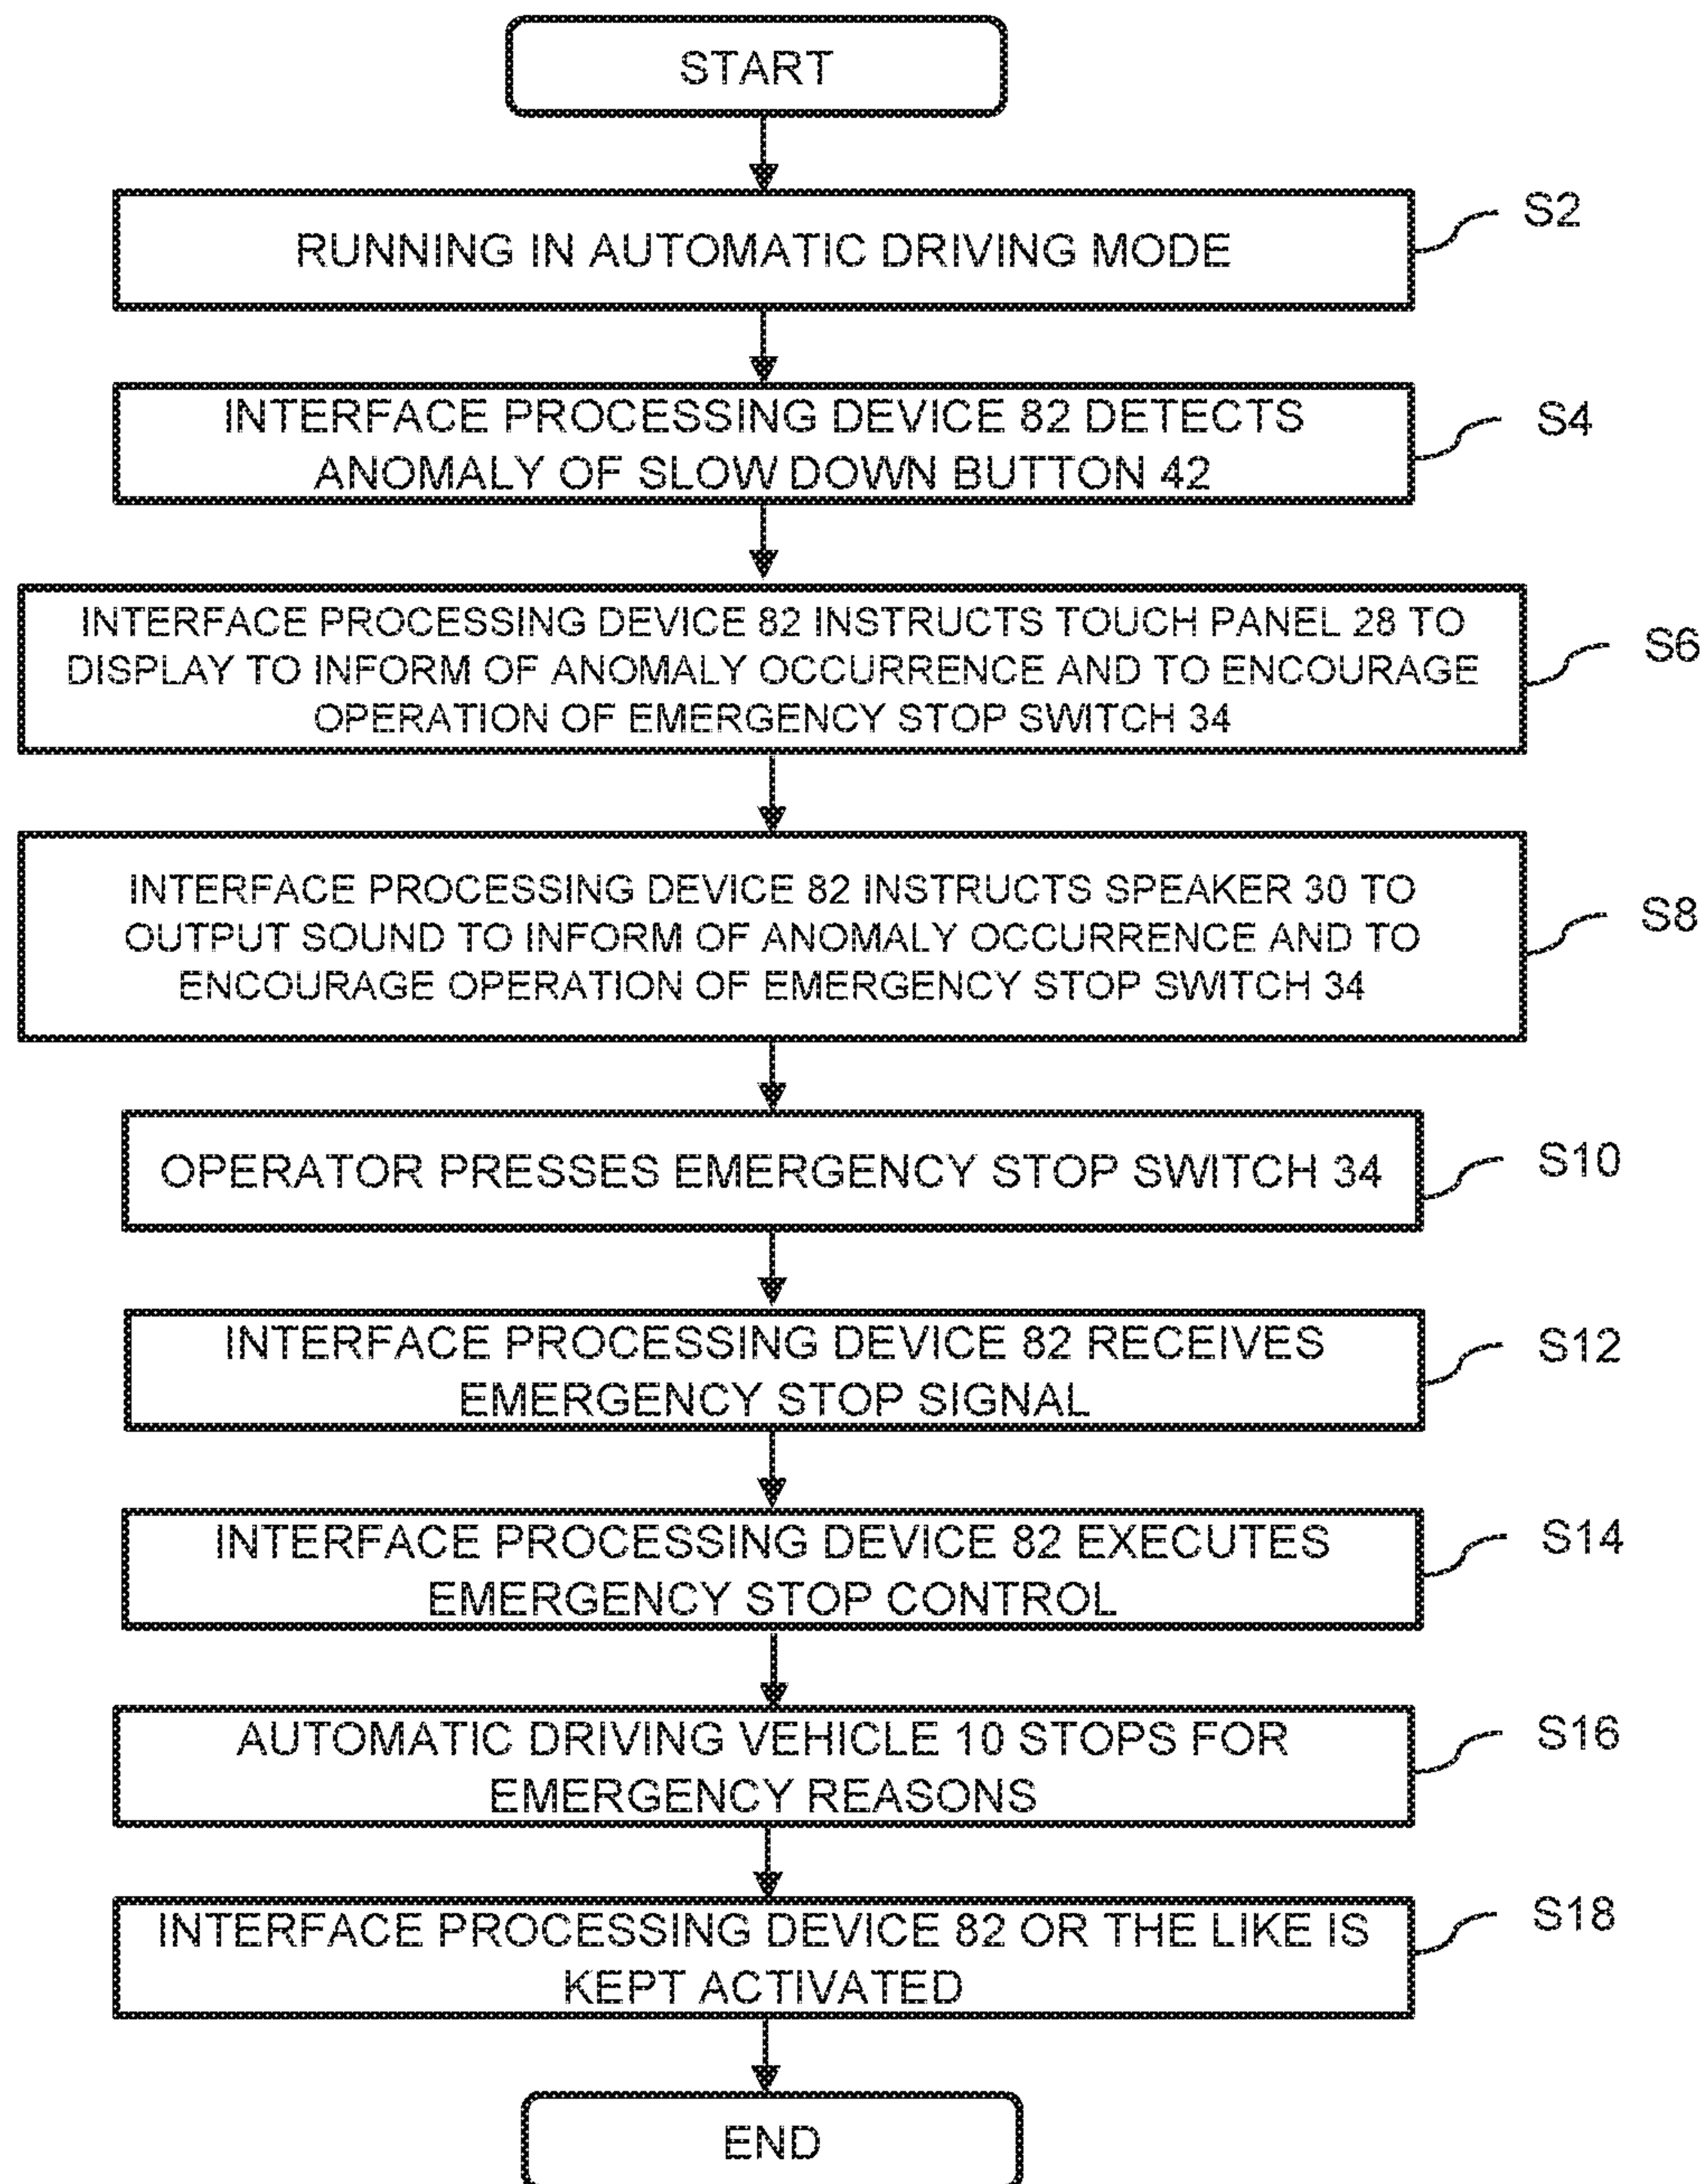 START
RUNNING IN AUTOMATIC DRIVING MODE
S2
INTERFACE PROCESSING DEVICE 82 DETECTS
ANOMALY OF SLOW DOWN BUTTON 42
S4
INTERFACE PROCESSING DEVICE 82 INSTRUCTS TOUCH PANEL 28 TO
DISPLAY TO INFORM OF ANOMALY OCCURRENCE AND TO ENCOURAGE
OPERATION OF EMERGENCY STOP SWITCH 34
S6
INTERFACE PROCESSING DEVICE 82 INSTRUCTS SPEAKER 30 TO
OUTPUT SOUND TO INFORM OF ANOMALY OCCURRENCE AND TO
ENCOURAGE OPERATION OF EMERGENCY STOP SWITCH 34
S8
OPERATOR PRESSES EMERGENCY STOP SWITCH 34
S10
INTERFACE PROCESSING DEVICE 82 RECEIVES
EMERGENCY STOP SIGNAL
S12
INTERFACE PROCESSING DEVICE 82 EXECUTES
EMERGENCY STOP CONTROL
S14
AUTOMATIC DRIVING VEHICLE 10 STOPS FOR
EMERGENCY REASONS
S16
INTERFACE PROCESSING DEVICE 82 OR THE LIKE IS
KEPT ACTIVATED
S18
END